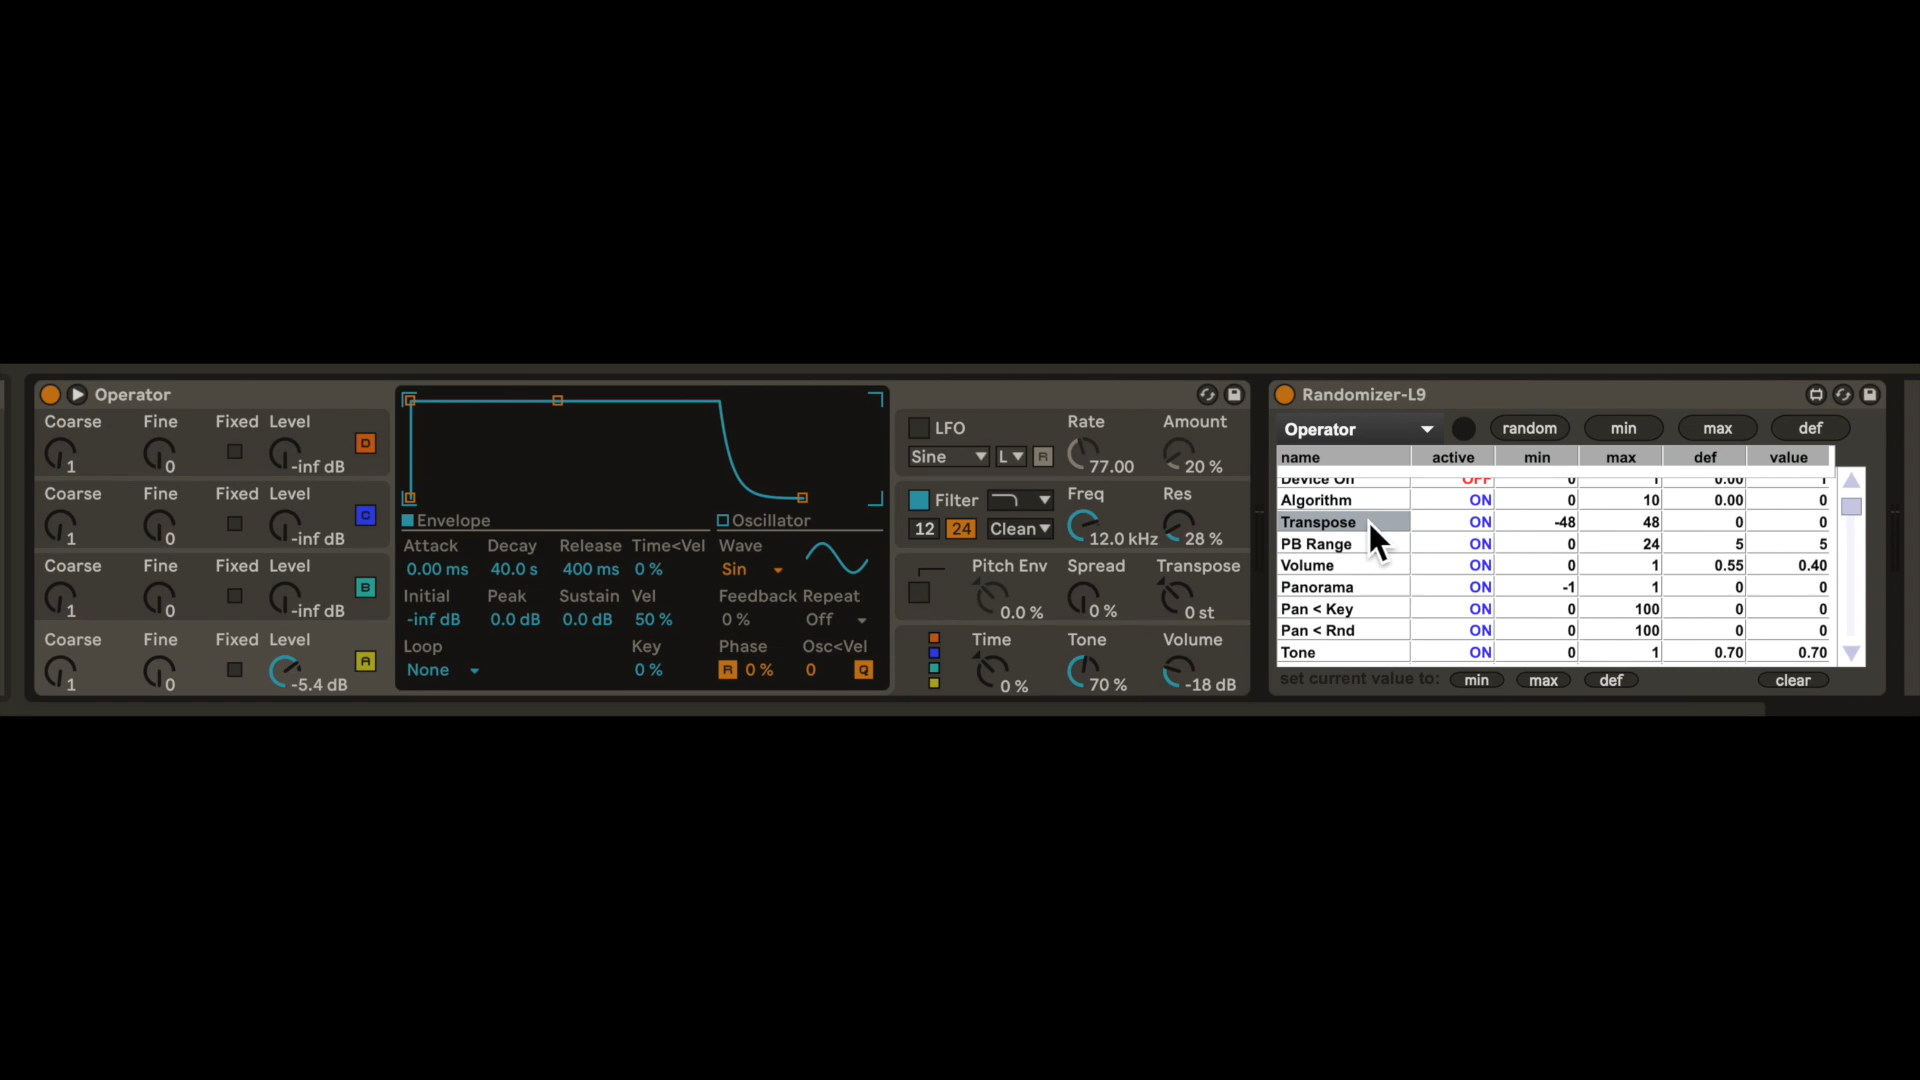 Operator
Coarse Fine Fixed Level
1 0 -inf dB D
Coarse Fine Fixed Level
1 0 -inf dB C
Coarse Fine Fixed Level
1 0 -inf dB B
Coarse Fine Fixed Level
1 0 -5.4 dB A
Envelope Oscillator
Attack Decay Release Time<Vel Wave
0.00 ms 40.0 s 400 ms 0 % Sin
Initial Peak Sustain Vel Feedback Repeat
-inf dB 0.0 dB 0.0 dB 50 % 0 % Off
Loop Key Phase Osc<Vel
None 0 % R 0 % 0 Q
LFO Rate Amount
Sine L R 77.00 20 %
Filter Freq Res
12 24 Clean 12.0 kHz 28 %
Pitch Env Spread Transpose
0.0 % 0 % 0 st
Time Tone Volume
0 % 70 % -18 dB
Randomizer-L9
Operator random min max def
name active min max def value
Device On OFF 0 1 0.00 1
Algorithm ON 0 10 0.00 0
Transpose ON -48 48 0 0
PB Range ON 0 24 5 5
Volume ON 0 1 0.55 0.40
Panorama ON -1 1 0 0
Pan < Key ON 0 100 0 0
Pan < Rnd ON 0 100 0 0
Tone ON 0 1 0.70 0.70
set current value to: min max def clear